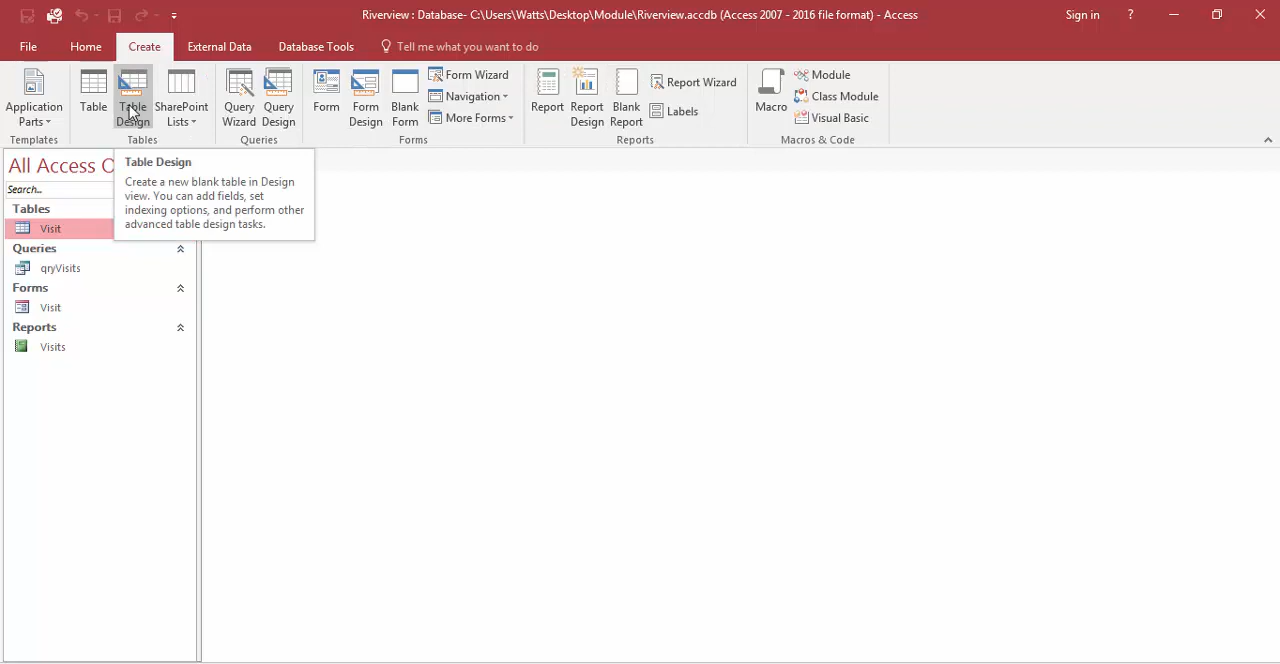 Riverview : Database- C:\Users\Watts\Desktop\Module\Riverview.accdb (Access 2007 - 2016 file format) - Access
Sign in
?
File
Home
Create
External Data
Database Tools
Tell me what you want to do
Application Parts
Table
Table Design
SharePoint Lists
Query Wizard
Query Design
Form
Form Design
Blank Form
Form Wizard
Navigation
More Forms
Report
Report Design
Blank Report
Report Wizard
Labels
Macro
Module
Class Module
Visual Basic
Templates
Tables
Queries
Forms
Reports
Macros & Code
All Access O
Search...
Tables
Visit
Queries
qryVisits
Forms
Visit
Reports
Visits
Table Design
Create a new blank table in Design
view. You can add fields, set
indexing options, and perform other
advanced table design tasks.